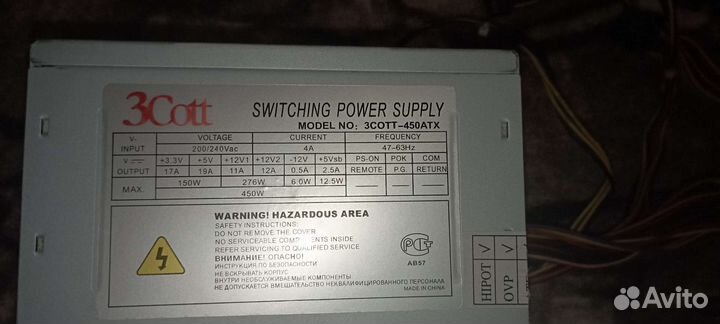 3Cott
SWITCHING POWER SUPPLY
MODEL NO: 3COTT-450ATX
V~ INPUT VOLTAGE CURRENT FREQUENCY
200/240Vac 4A 47-63Hz
V⎓ +3.3V +5V +12V1 +12V2 -12V +5Vsb PS-ON POK COM
OUTPUT 17A 19A 11A 12A 0.5A 2.5A REMOTE P.G. RETURN
MAX. 150W 276W 6.0W 12.5W
450W
WARNING! HAZARDOUS AREA
SAFETY INSTRUCTIONS:
DO NOT REMOVE THE COVER
NO SERVICEABLE COMPONENTS INSIDE
REFER SERVICING TO QUALIFIED SERVICE
ВНИМАНИЕ! ОПАСНО!
ИНСТРУКЦИЯ ПО БЕЗОПАСНОСТИ
НЕ ВСКРЫВАТЬ КОРПУС
ВНУТРИ НЕОБСЛУЖИВАЕМЫЕ КОМПОНЕНТЫ
НЕ ДОПУСКАЕТСЯ ВМЕШАТЕЛЬСТВО НЕКВАЛИФИЦИРОВАННОГО ПЕРСОНАЛА
MADE IN CHINA
РСТ
АВ57
HIPOT √
OVP √
Avito